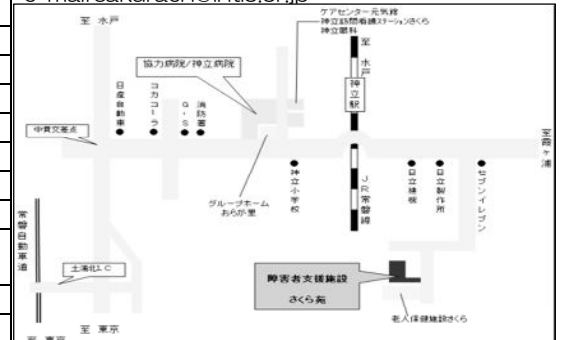 e-mail:sakuraen@intio.or.jp
至 水戸
ケアセンター元気館
神立訪問看護ステーションさくら
神立眼科
至 水戸
協力病院/神立病院
神立駅
日産自動車
コカコーラ
G・S
消防署
中貫交差点
至霞ヶ浦
グループホーム
おらが里
神立小学校
JR常磐線
日立建機
日立製作所
セブンイレブン
常磐自動車道
土浦北I.C
障害者支援施設
さくら苑
老人保健施設さくら
至 東京
至 東京